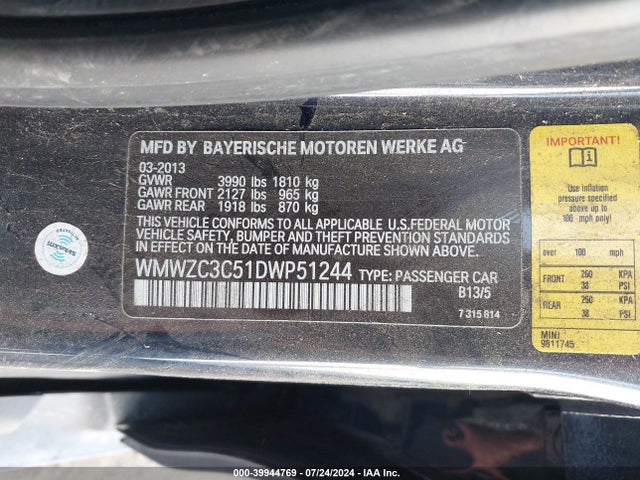 MFD BY BAYERISCHE MOTOREN WERKE AG
03-2013
GVWR 3990 lbs 1810 kg
GAWR FRONT 2127 lbs 965 kg
GAWR REAR 1918 lbs 870 kg
THIS VEHICLE CONFORMS TO ALL APPLICABLE U.S.FEDERAL MOTOR
VEHICLE SAFETY, BUMPER AND THEFT PREVENTION STANDARDS
IN EFFECT ON THE DATE OF MANUFACTURE SHOWN ABOVE.
WMWZC3C51DWP51244 TYPE: PASSENGER CAR
B13/5
7 315 814
IMPORTANT!
Use inflation
pressure specified
above up to
106 mph only
over 100 mph
FRONT 260 KPA
38 PSI
REAR 260 KPA
38 PSI
MINI
9811745
000-39944769 - 07/24/2024 - IAA Inc.